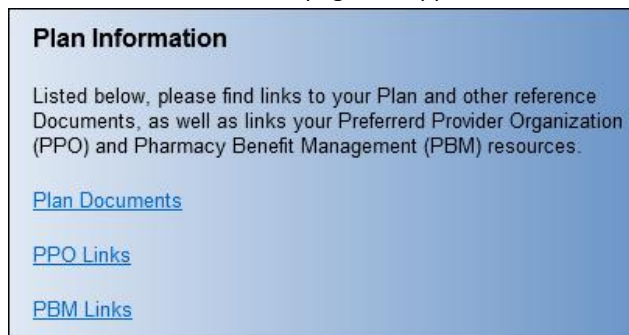 Plan Information
Listed below, please find links to your Plan and other reference
Documents, as well as links your Preferrerd Provider Organization
(PPO) and Pharmacy Benefit Management (PBM) resources.
Plan Documents
PPO Links
PBM Links